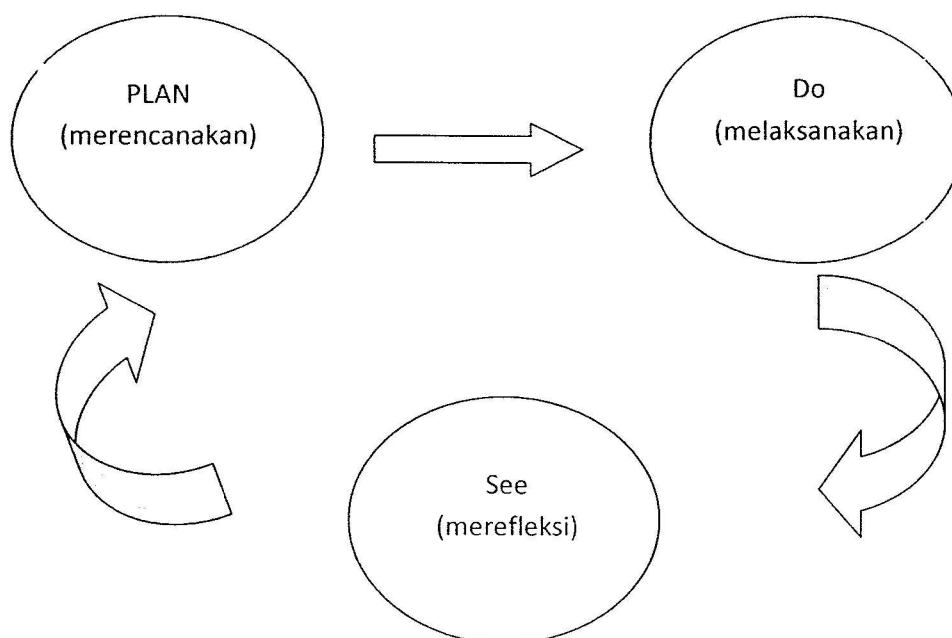 PLAN
(merencanakan)
Do
(melaksanakan)
See
(merefleksi)